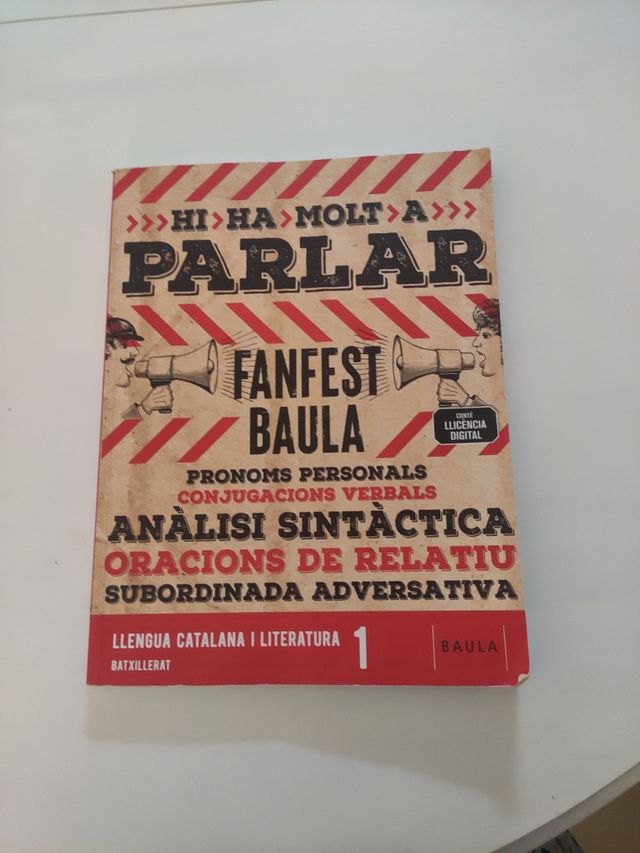 HI HA MOLT A
PARLAR
FANFEST
BAULA
CONTÉ
LLICÈNCIA
DIGITAL
PRONOMS PERSONALS
CONJUGACIONS VERBALS
ANÀLISI SINTÀCTICA
ORACIONS DE RELATIU
SUBORDINADA ADVERSATIVA
LLENGUA CATALANA I LITERATURA 1
BATXILLERAT
BAULA